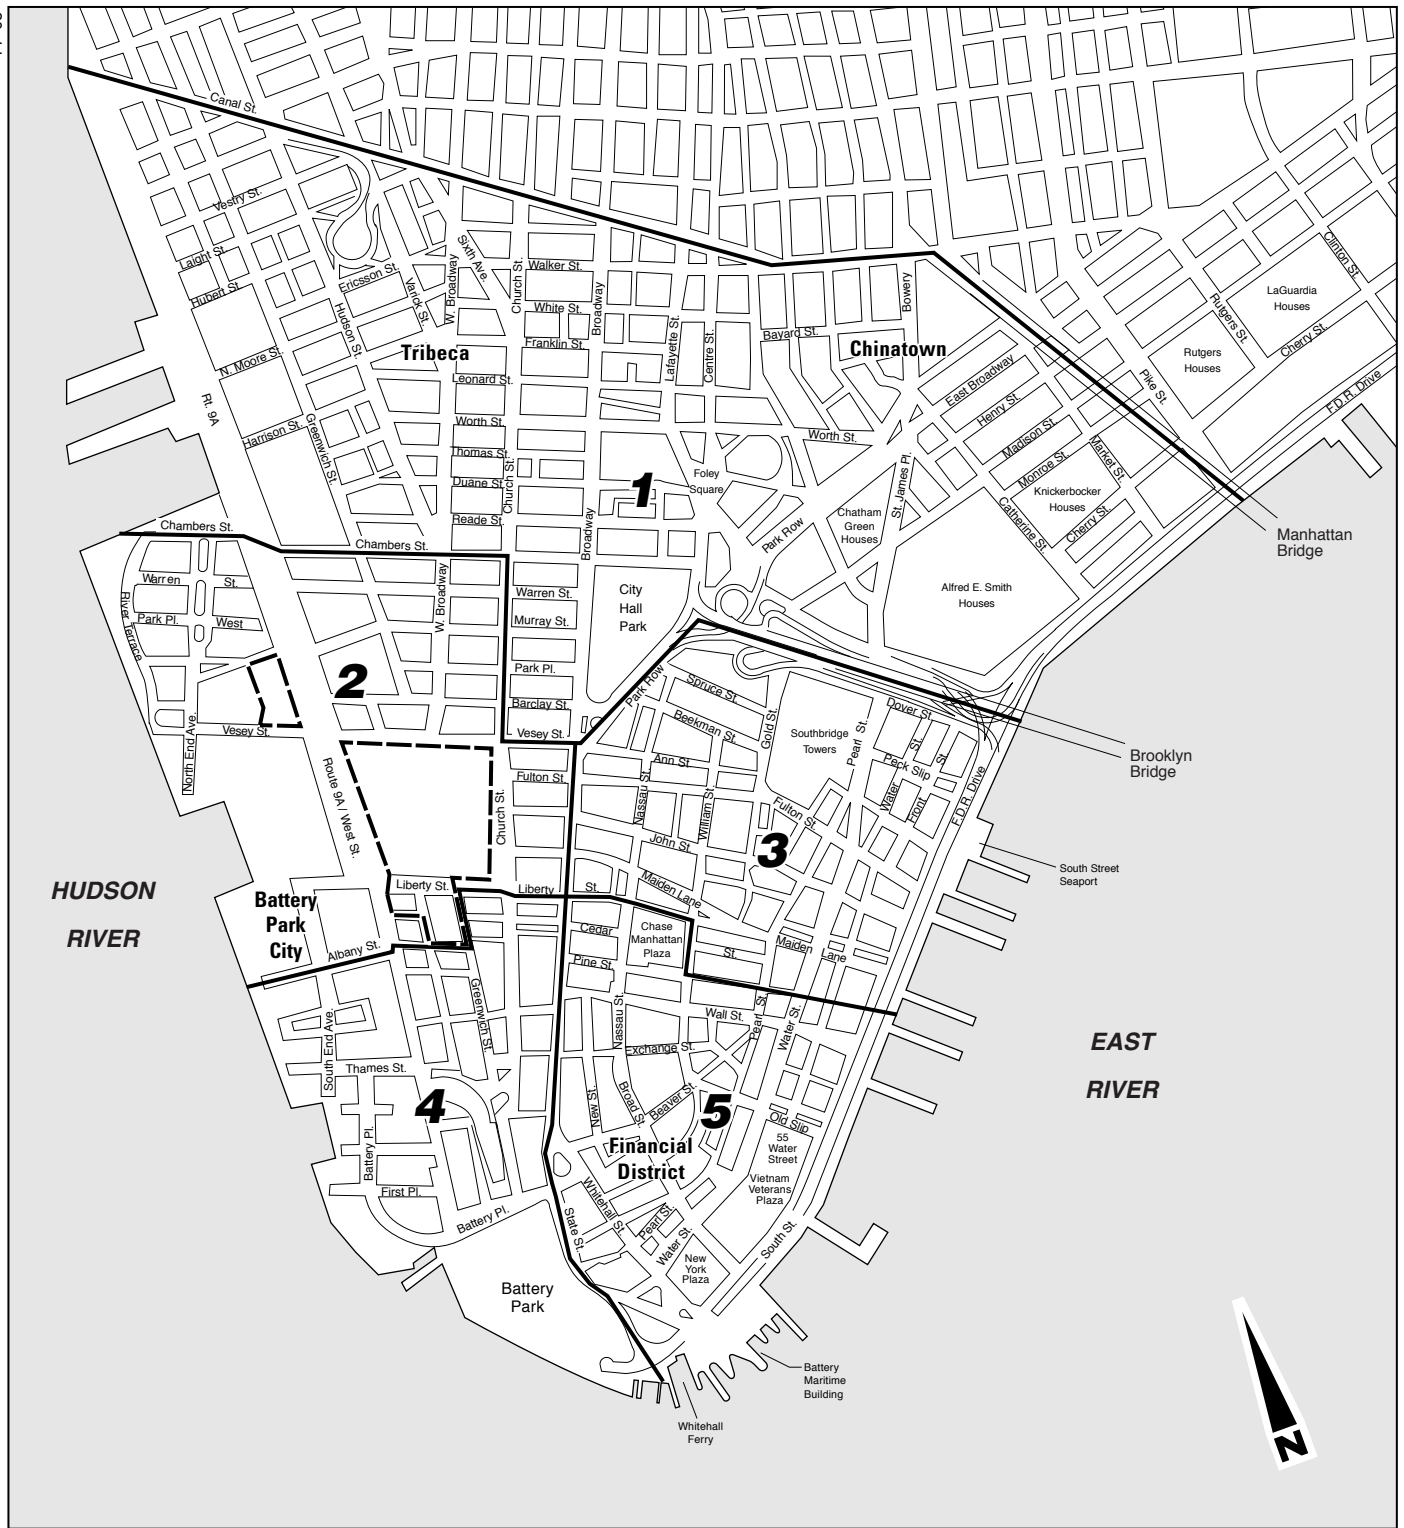 Canal St.
Vestry St.
Laight St.
Hubert St.
Ericsson St.
Varick St.
W. Broadway
Sixth Ave.
Church St.
Walker St.
White St.
Broadway
Franklin St.
Lafayette St.
Centre St.
Bayard St.
Bowery
Clinton St.
LaGuardia
Houses
Rutgers St.
Cherry St.
Rutgers
Houses
F.D.R. Drive
Pike St.
Hudson St.
Tribeca
Chinatown
N. Moore St.
Leonard St.
East Broadway
Henry St.
Rt. 9A
Harrison St.
Greenwich St.
Worth St.
Worth St.
Madison St.
Market St.
Thomas St.
Church St.
Foley
Square
St. James Pl.
Monroe St.
Duane St.
1
Knickerbocker
Houses
Cherry St.
Catherine St.
Reade St.
Broadway
Park Row
Chatham
Green
Houses
Manhattan
Bridge
Chambers St.
Chambers St.
Warren
St.
W. Broadway
Warren St.
City
Hall
Park
Alfred E. Smith
Houses
River Terrace
Park Pl.
West
Murray St.
2
Park Pl.
Park Row
Spruce St.
Barclay St.
Beekman St.
Gold St.
Southbridge
Towers
Pearl St.
Dover St.
North End Ave.
Vesey St.
Vesey St.
Ann St.
Peck Slip
St.
St.
Brooklyn
Bridge
Route 9A / West St.
Fulton St.
Nassau St.
William St.
Fulton St.
Water
Front
F.D.R. Drive
Church St.
John St.
3
South Street
Seaport
HUDSON
RIVER
Battery
Park
City
Liberty St.
Liberty
St.
Maiden Lane
Cedar
Chase
Manhattan
Plaza
St.
Maiden
Lane
Albany St.
Pine St.
Greenwich St.
Nassau St.
Wall St.
Pearl St.
Water St.
South End Ave.
Exchange St.
EAST
RIVER
Thames St.
4
New St.
Broad St.
Beaver St.
5
Old Slip
55
Water
Street
Battery Pl.
Financial
District
Vietnam
Veterans
Plaza
First Pl.
Battery Pl.
State St.
Whitehall St.
Pearl St.
Water St.
New
York
Plaza
South St.
Battery
Park
Battery
Maritime
Building
Whitehall
Ferry
N